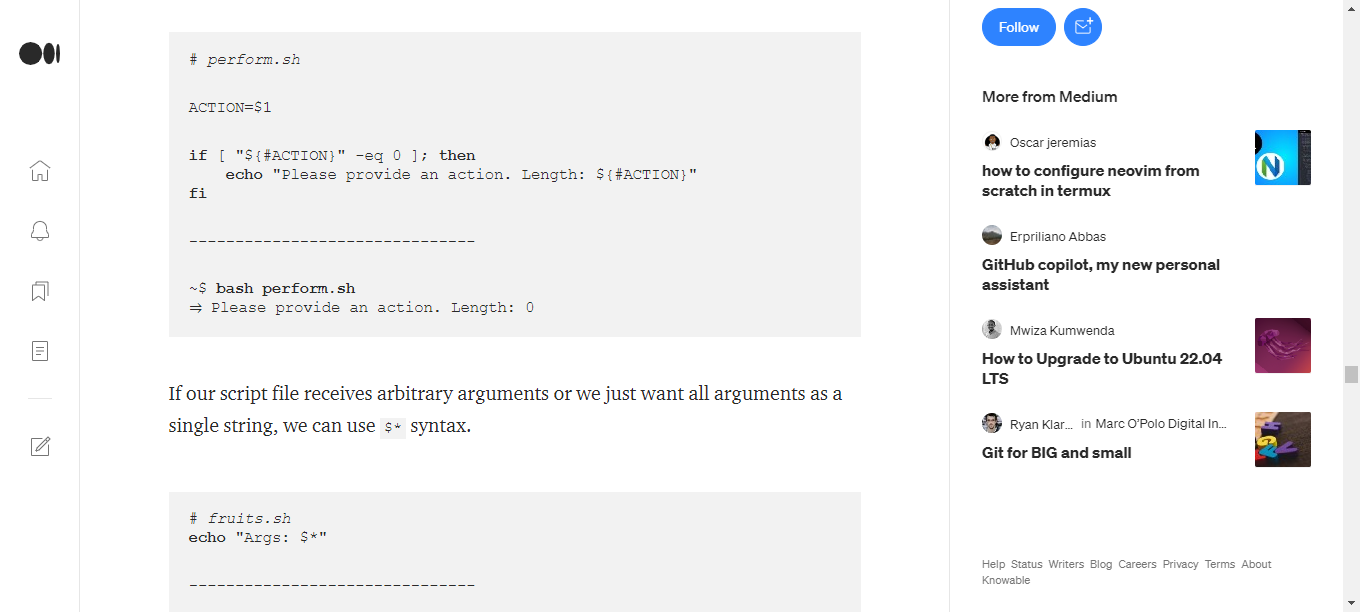 # perform.sh
ACTION=$1
if [ "${#ACTION}" -eq 0 ]; then
echo "Please provide an action. Length: ${#ACTION}"
fi
-------------------------------
~$ bash perform.sh
⇒ Please provide an action. Length: 0
If our script file receives arbitrary arguments or we just want all arguments as a
single string, we can use $* syntax.
# fruits.sh
echo "Args: $*"
-------------------------------
Follow
More from Medium
Oscar jeremias
how to configure neovim from
scratch in termux
Erpriliano Abbas
GitHub copilot, my new personal
assistant
Mwiza Kumwenda
How to Upgrade to Ubuntu 22.04
LTS
Ryan Klar... in Marc O'Polo Digital In...
Git for BIG and small
Help Status Writers Blog Careers Privacy Terms About
Knowable